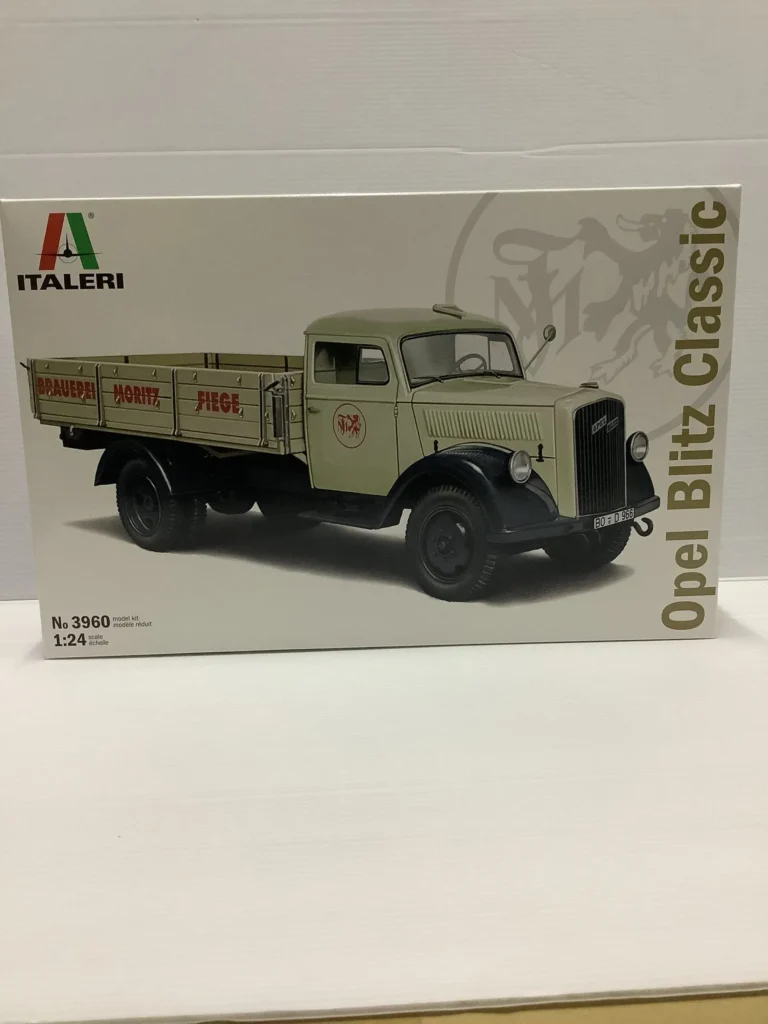 ITALERI
®
Opel Blitz Classic
BRAUEREI MORITZ FIEGE
OPEL
BO = D 966
No 3960 model kit
modèle réduit
1:24 scale
échelle